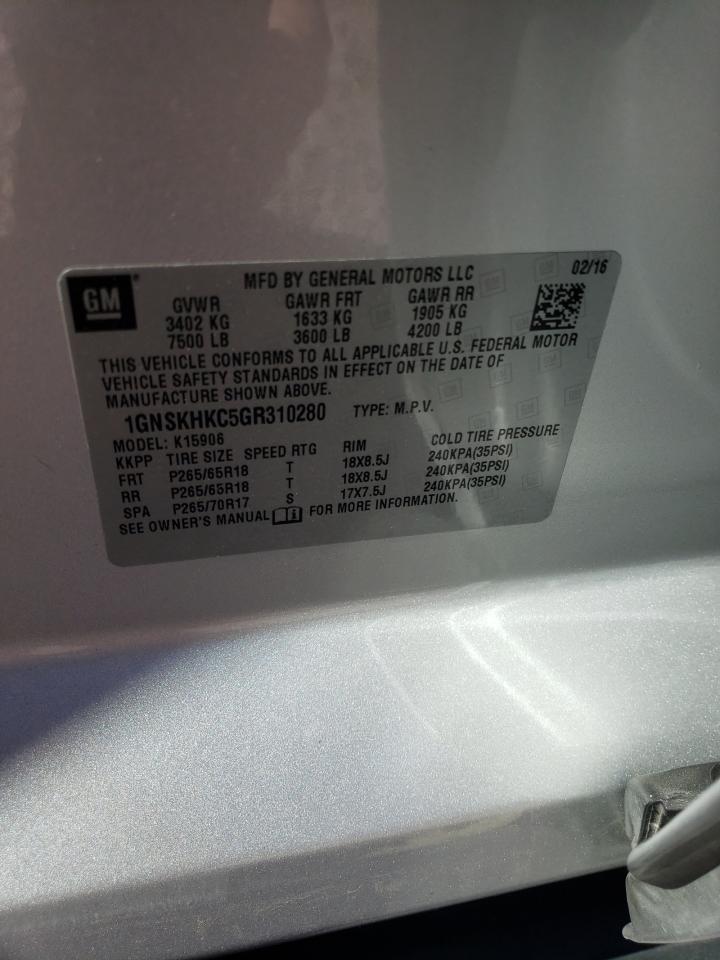 GM
MFD BY GENERAL MOTORS LLC 02/16
GVWR GAWR FRT GAWR RR
3402 KG 1633 KG 1905 KG
7500 LB 3600 LB 4200 LB
THIS VEHICLE CONFORMS TO ALL APPLICABLE U.S. FEDERAL MOTOR
VEHICLE SAFETY STANDARDS IN EFFECT ON THE DATE OF
MANUFACTURE SHOWN ABOVE.
1GNSKHKC5GR310280 TYPE: M.P.V.
MODEL: K15906
KKPP TIRE SIZE SPEED RTG RIM COLD TIRE PRESSURE
FRT P265/65R18 T 18X8.5J 240KPA(35PSI)
RR P265/65R18 T 18X8.5J 240KPA(35PSI)
SPA P265/70R17 S 17X7.5J 240KPA(35PSI)
SEE OWNER'S MANUAL i FOR MORE INFORMATION.